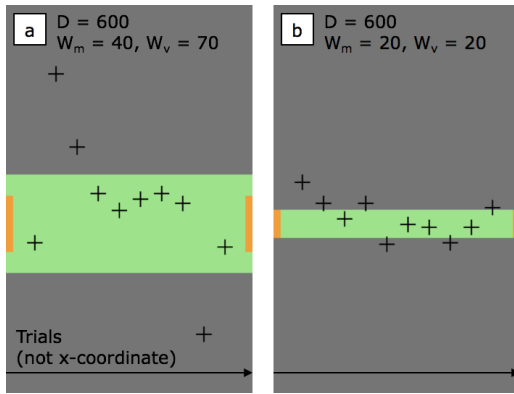 a
D = 600
Wm = 40, Wv = 70
Trials
(not x-coordinate)
b
D = 600
Wm = 20, Wv = 20